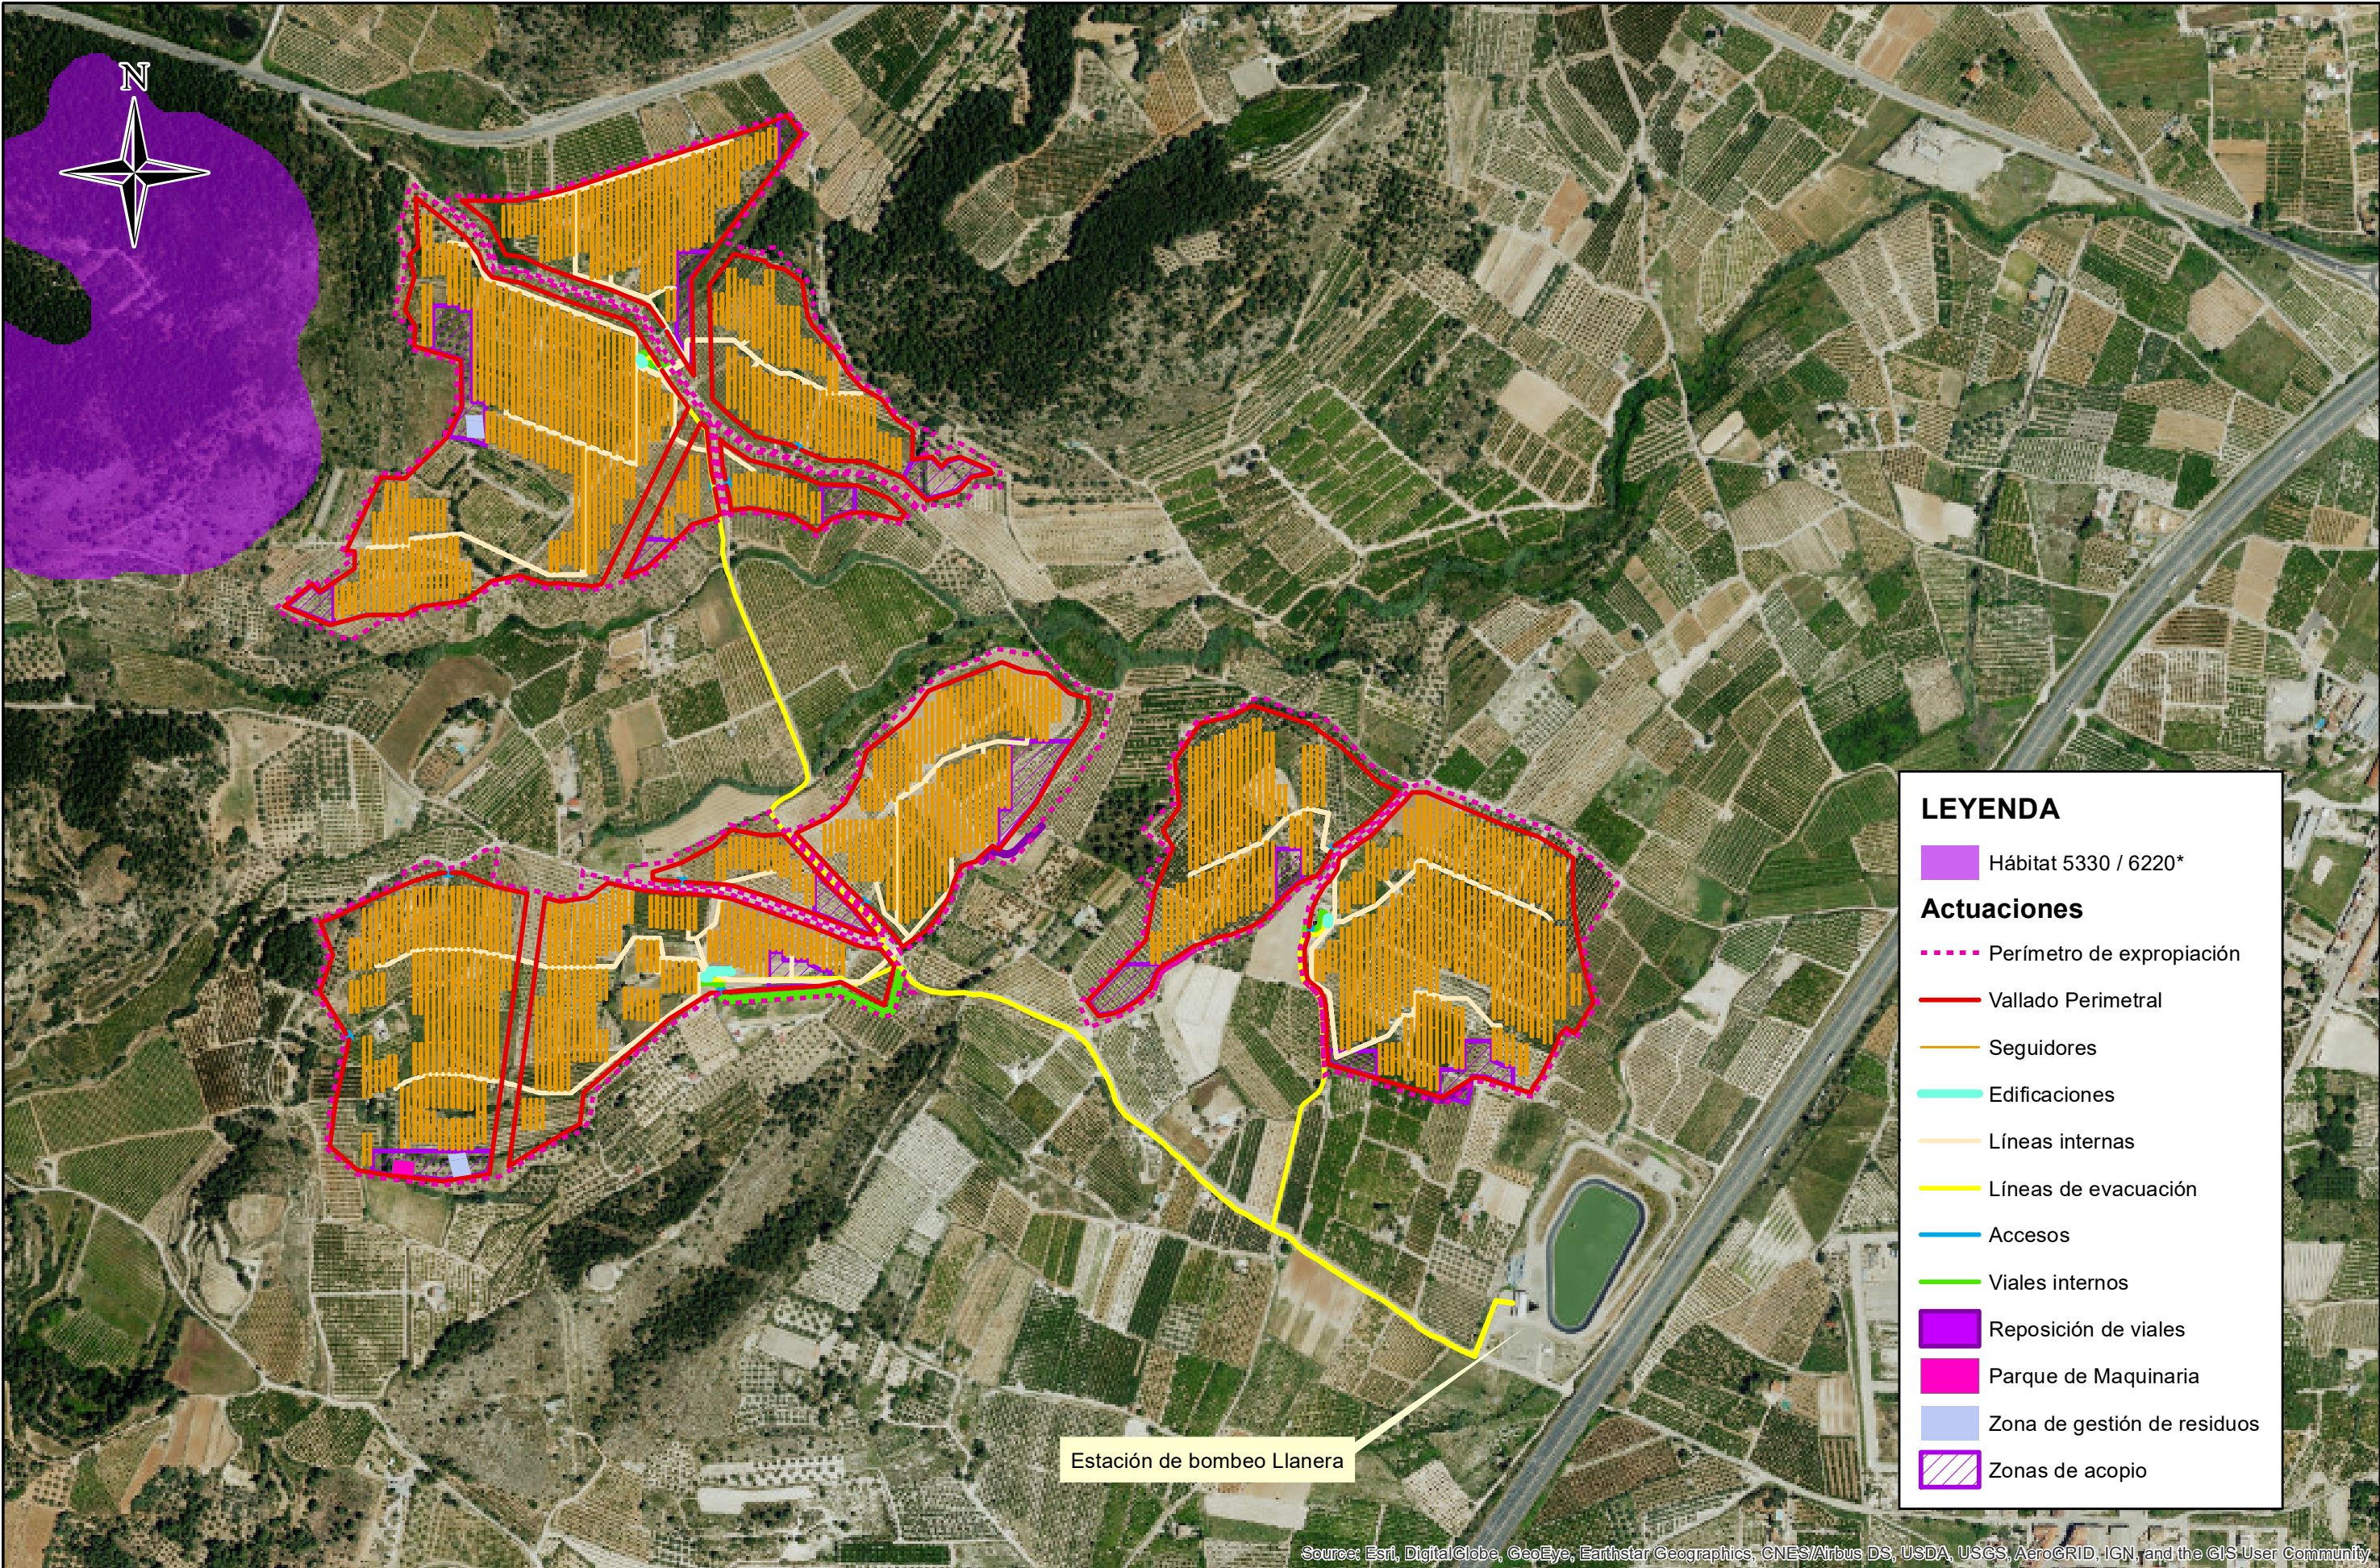 N
LEYENDA
Hábitat 5330 / 6220*
Actuaciones
Perímetro de expropiación
Vallado Perimetral
Seguidores
Edificaciones
Líneas internas
Líneas de evacuación
Accesos
Viales internos
Reposición de viales
Parque de Maquinaria
Zona de gestión de residuos
Zonas de acopio
Estación de bombeo Llanera
Source: Esri, DigitalGlobe, GeoEye, Earthstar Geographics, CNES/Airbus DS, USDA, USGS, AeroGRID, IGN, and the GIS User Community